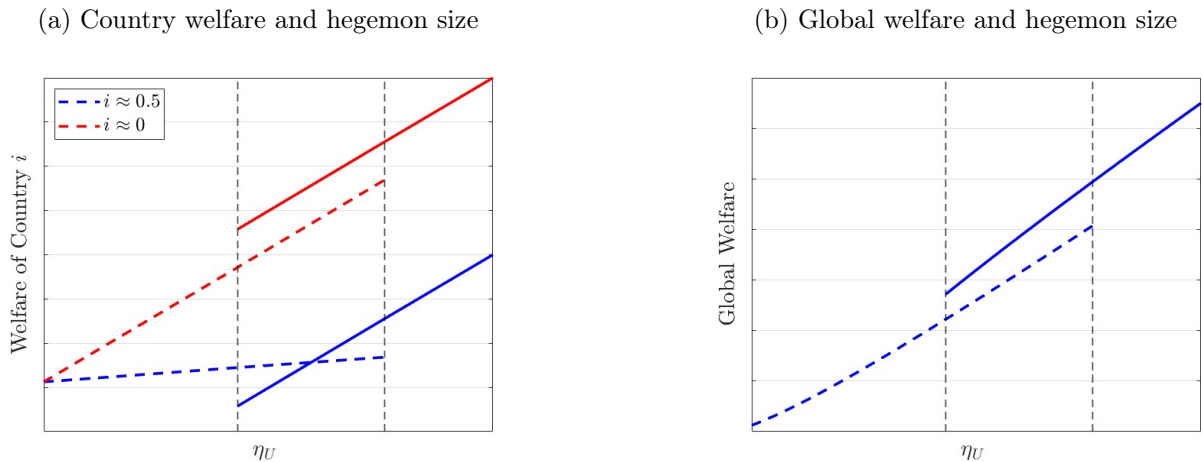 (a) Country welfare and hegemon size
i ≈ 0.5
i ≈ 0
Welfare of Country i
η_U
(b) Global welfare and hegemon size
Global Welfare
η_U